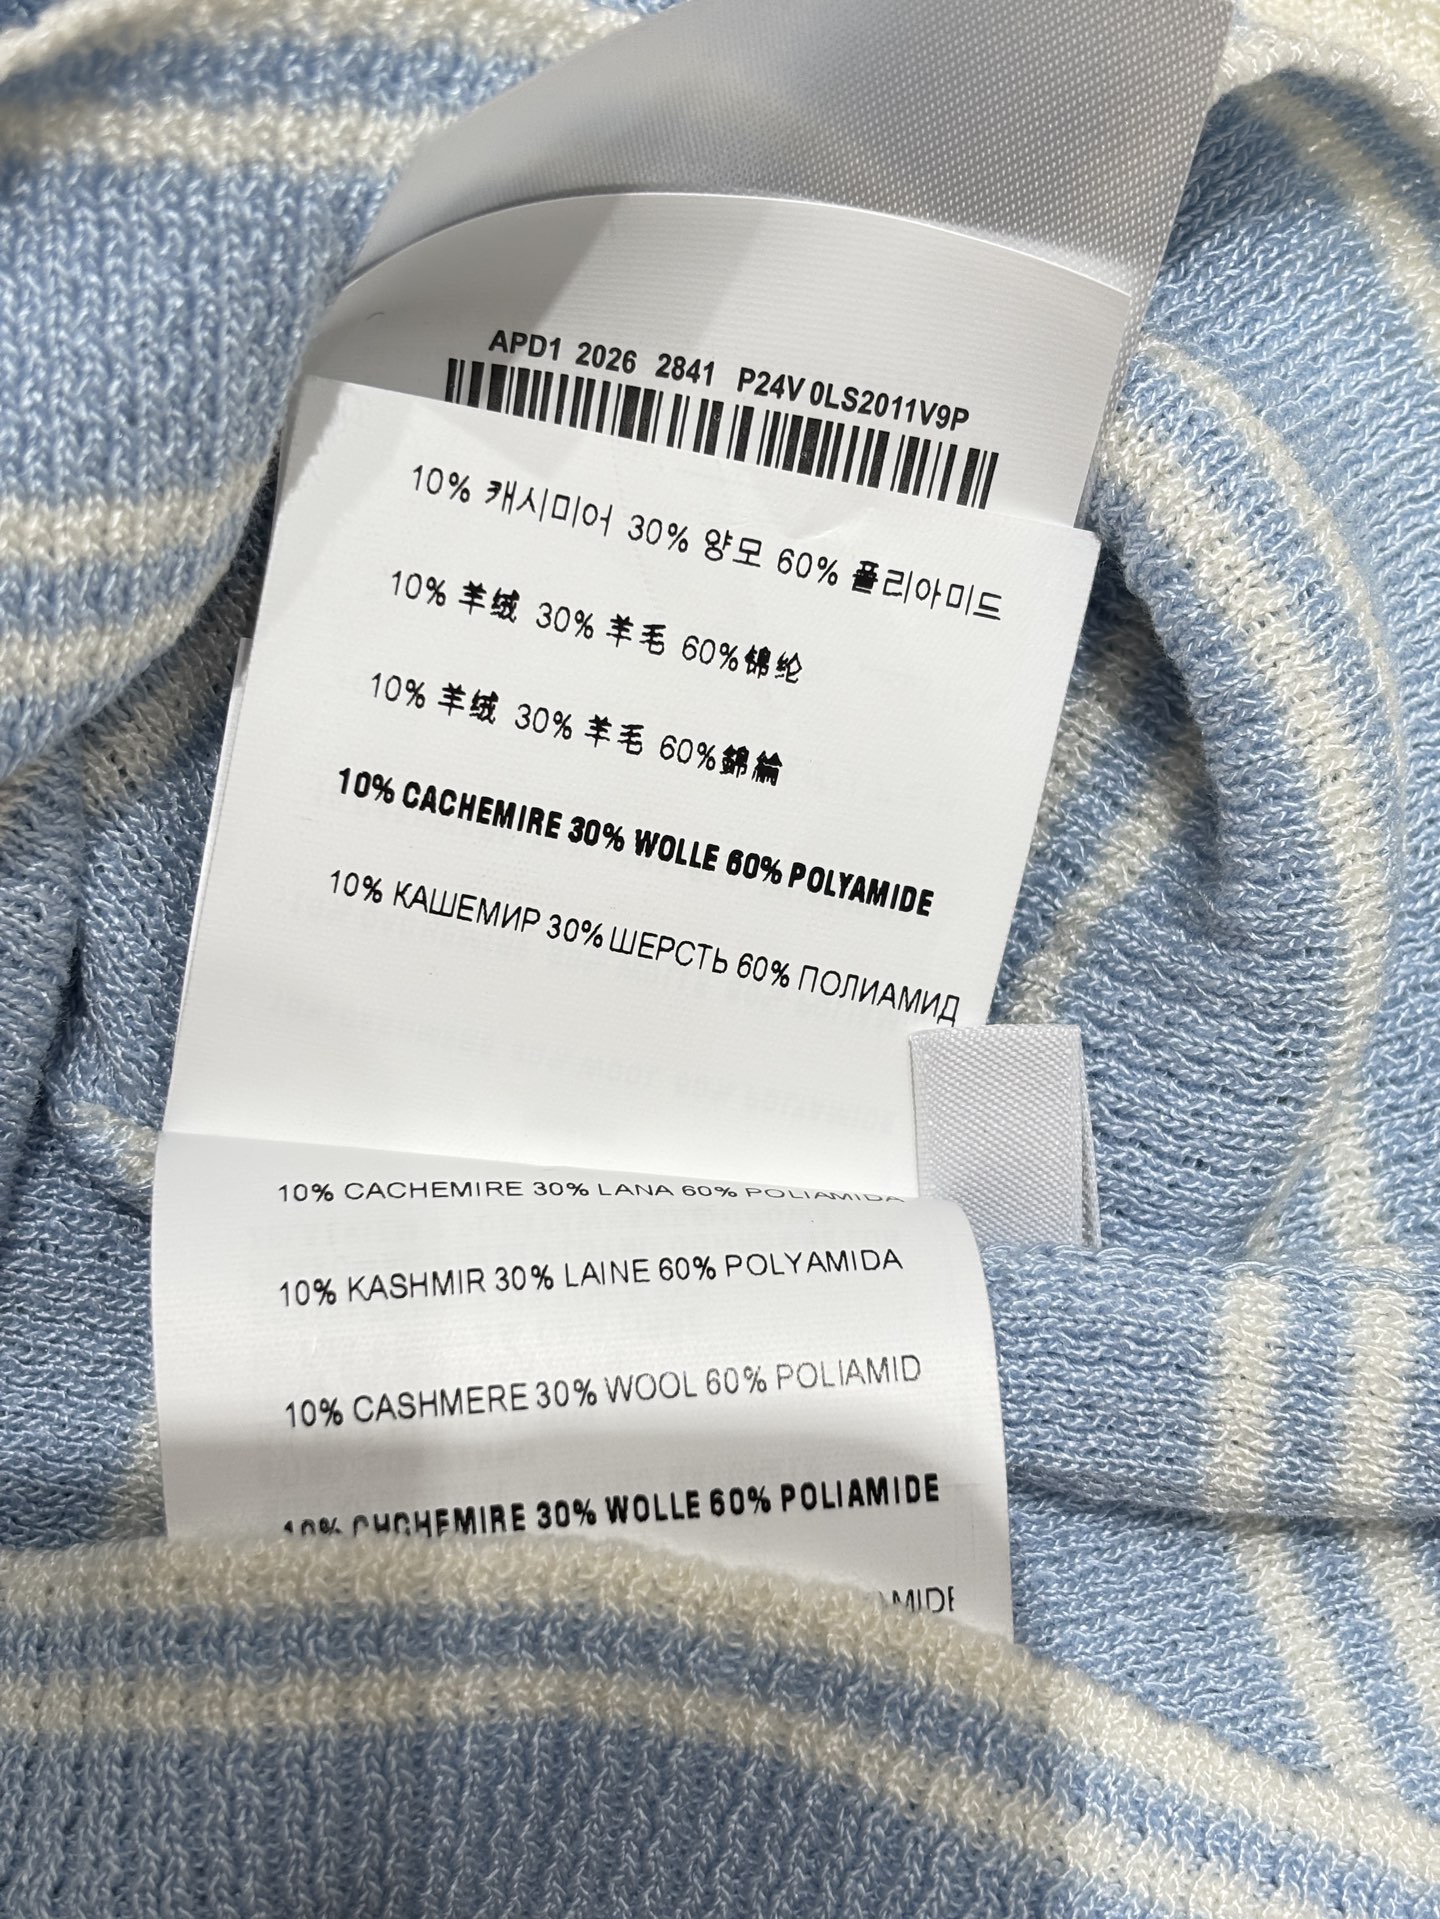 APD1 2026 2841 P24V 0LS2011V9P
10% 캐시미어 30% 양모 60% 폴리아미드
10% 羊绒 30% 羊毛 60%锦纶
10% 羊绒 30% 羊毛 60%錦綸
10% CACHEMIRE 30% WOLLE 60% POLYAMIDE
10% КАШЕМИР 30% ШЕРСТЬ 60% ПОЛИАМИД
10% CACHEMIRE 30% LANA 60% POLIAMIDA
10% KASHMIR 30% LAINE 60% POLYAMIDA
10% CASHMERE 30% WOOL 60% POLIAMID
10% CHCHEMIRE 30% WOLLE 60% POLIAMIDE